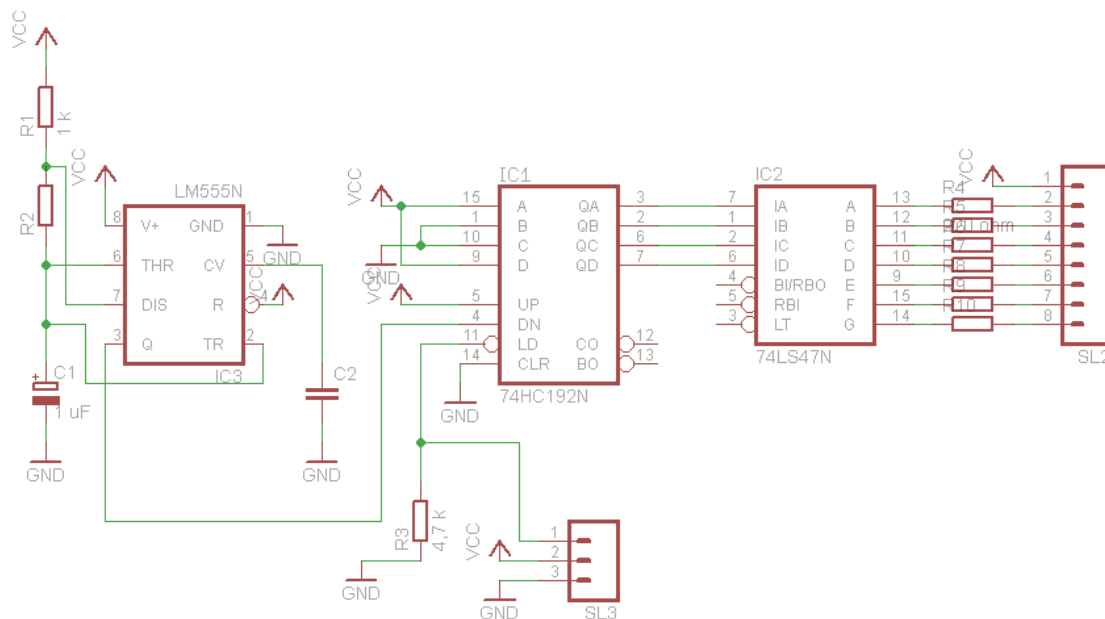 VCC
R1
1 k
R2
VCC
LM555N
8
V+
GND
1
GND
6
THR
CV
5
7
DIS
R
4
VCC
3
Q
TR
2
IC3
C1
+
1 uF
GND
C2
GND
IC1
VCC
15
A
QA
3
1
B
QB
2
10
C
QC
6
9
D
QD
7
GND
VCC
5
UP
4
DN
11
LD
CO
12
14
CLR
BO
13
74HC192N
GND
R3
4,7 k
GND
VCC
1
2
3
GND
SL3
IC2
7
IA
A
13
1
IB
B
12
2
IC
C
11
6
ID
D
10
4
BI/RBO
E
9
5
RBI
F
15
3
LT
G
14
74LS47N
R4
R5
ohm
R7
R8
R9
R10
VCC
1
2
3
4
5
6
7
8
SL2